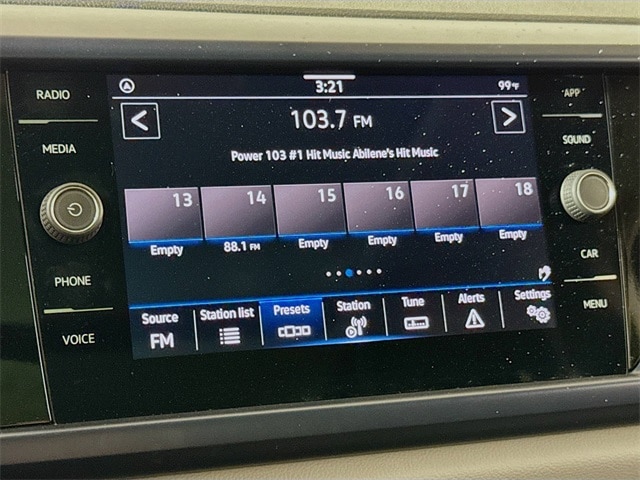 RADIO
MEDIA
PHONE
VOICE
3:21
99°F
103.7 FM
Power 103 #1 Hit Music Abilene's Hit Music
13 14 15 16 17 18
Empty 88.1 FM Empty Empty Empty Empty
Source Station list Presets Station Tune Alerts Settings
FM
APP
SOUND
CAR
MENU